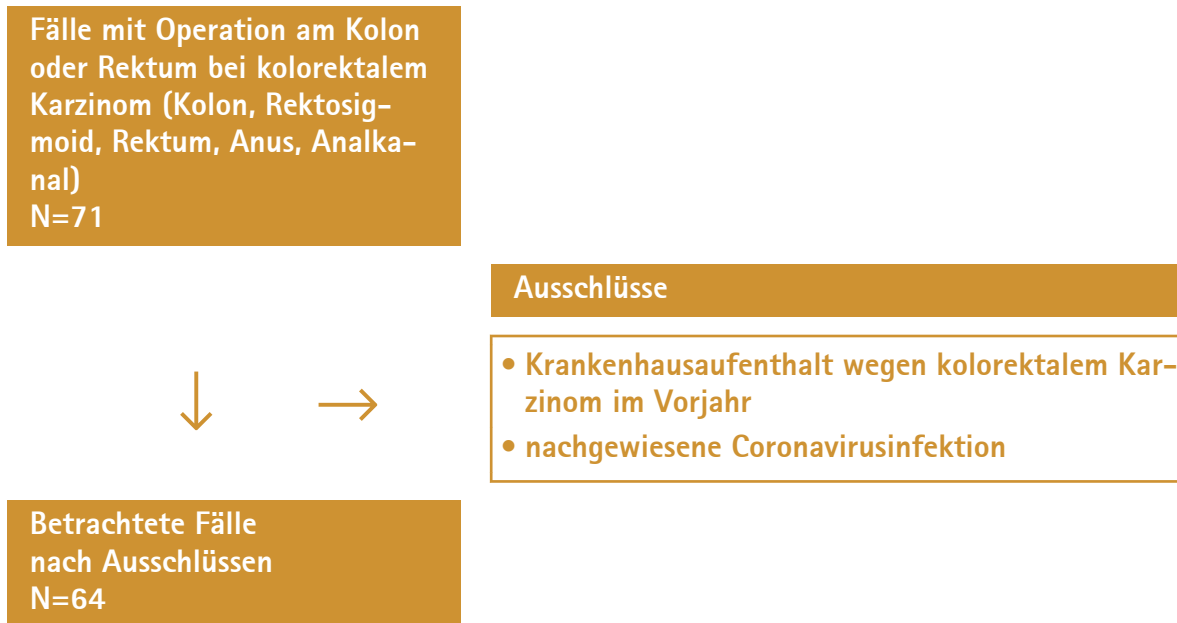 Fälle mit Operation am Kolon
oder Rektum bei kolorektalem
Karzinom (Kolon, Rektosig-
moid, Rektum, Anus, Analka-
nal)
N=71
Ausschlüsse
• Krankenhausaufenthalt wegen kolorektalem Kar-
zinom im Vorjahr
• nachgewiesene Coronavirusinfektion
Betrachtete Fälle
nach Ausschlüssen
N=64